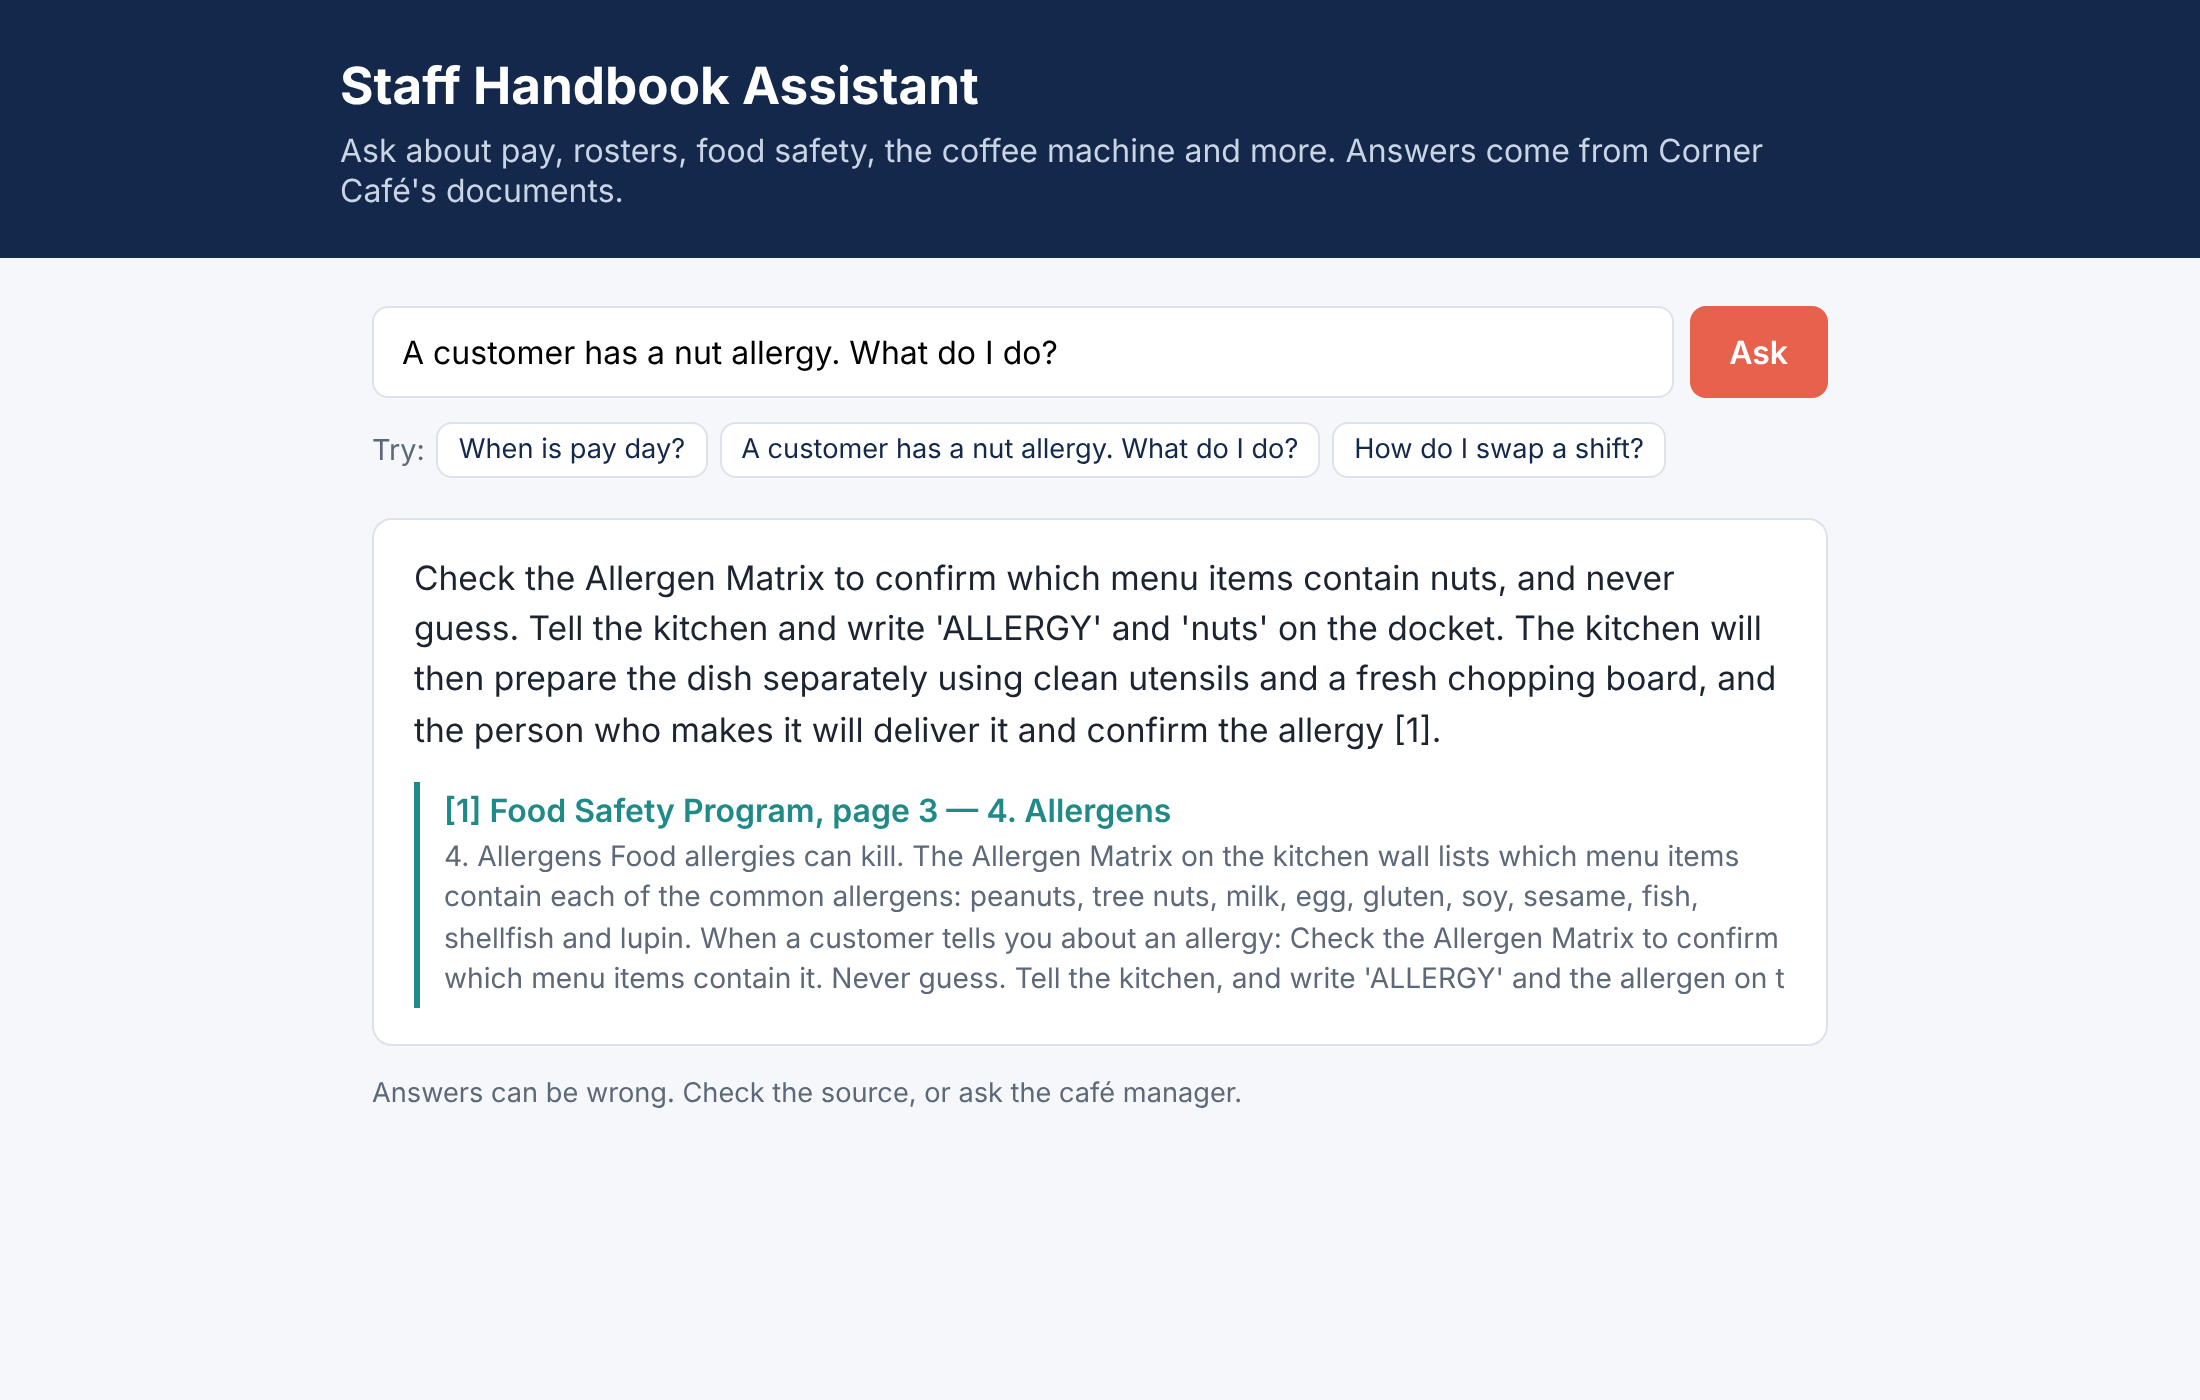 Staff Handbook Assistant
Ask about pay, rosters, food safety, the coffee machine and more. Answers come from Corner
Café's documents.
A customer has a nut allergy. What do I do?
Ask
Try:
When is pay day?
A customer has a nut allergy. What do I do?
How do I swap a shift?
Check the Allergen Matrix to confirm which menu items contain nuts, and never
guess. Tell the kitchen and write 'ALLERGY' and 'nuts' on the docket. The kitchen will
then prepare the dish separately using clean utensils and a fresh chopping board, and
the person who makes it will deliver it and confirm the allergy [1].
[1] Food Safety Program, page 3 — 4. Allergens
4. Allergens Food allergies can kill. The Allergen Matrix on the kitchen wall lists which menu items
contain each of the common allergens: peanuts, tree nuts, milk, egg, gluten, soy, sesame, fish,
shellfish and lupin. When a customer tells you about an allergy: Check the Allergen Matrix to confirm
which menu items contain it. Never guess. Tell the kitchen, and write 'ALLERGY' and the allergen on t
Answers can be wrong. Check the source, or ask the café manager.